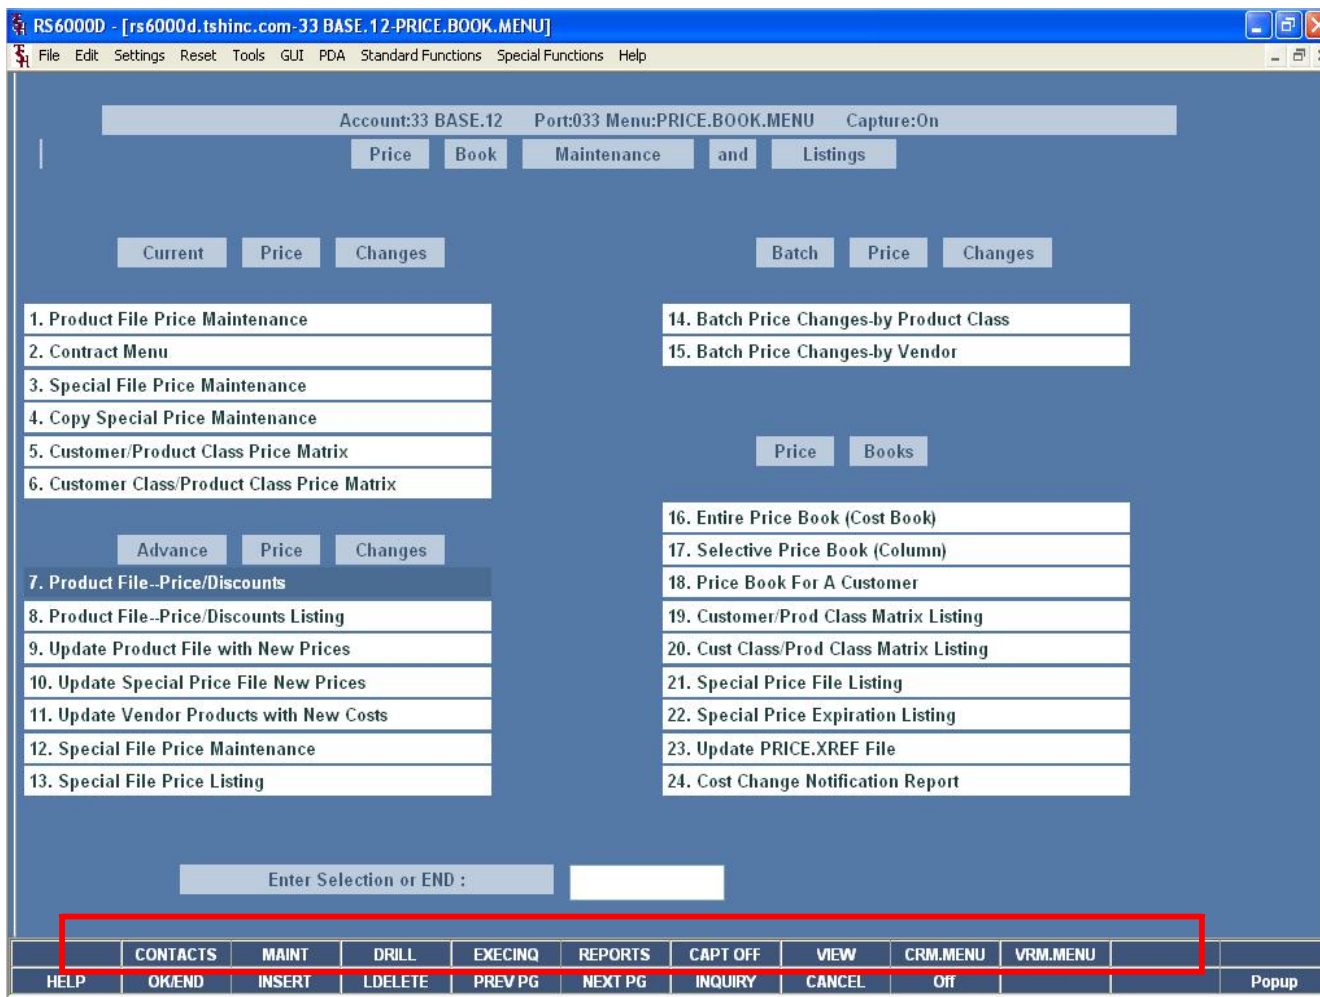 RS6000D - [rs6000d.tshinc.com-33 BASE.12-PRICE.BOOK.MENU]
File Edit Settings Reset Tools GUI PDA Standard Functions Special Functions Help
Account:33 BASE.12 Port:033 Menu:PRICE.BOOK.MENU Capture:On
Price Book Maintenance and Listings
Current Price Changes
1. Product File Price Maintenance
2. Contract Menu
3. Special File Price Maintenance
4. Copy Special Price Maintenance
5. Customer/Product Class Price Matrix
6. Customer Class/Product Class Price Matrix
Advance Price Changes
7. Product File--Price/Discounts
8. Product File--Price/Discounts Listing
9. Update Product File with New Prices
10. Update Special Price File New Prices
11. Update Vendor Products with New Costs
12. Special File Price Maintenance
13. Special File Price Listing
Batch Price Changes
14. Batch Price Changes-by Product Class
15. Batch Price Changes-by Vendor
Price Books
16. Entire Price Book (Cost Book)
17. Selective Price Book (Column)
18. Price Book For A Customer
19. Customer/Prod Class Matrix Listing
20. Cust Class/Prod Class Matrix Listing
21. Special Price File Listing
22. Special Price Expiration Listing
23. Update PRICE.XREF File
24. Cost Change Notification Report
Enter Selection or END :
CONTACTS MAINT DRILL EXECINQ REPORTS CAPT OFF VIEW CRM.MENU VRM.MENU
HELP OK/END INSERT LDELETE PREV PG NEXT PG INQUIRY CANCEL Off Popup